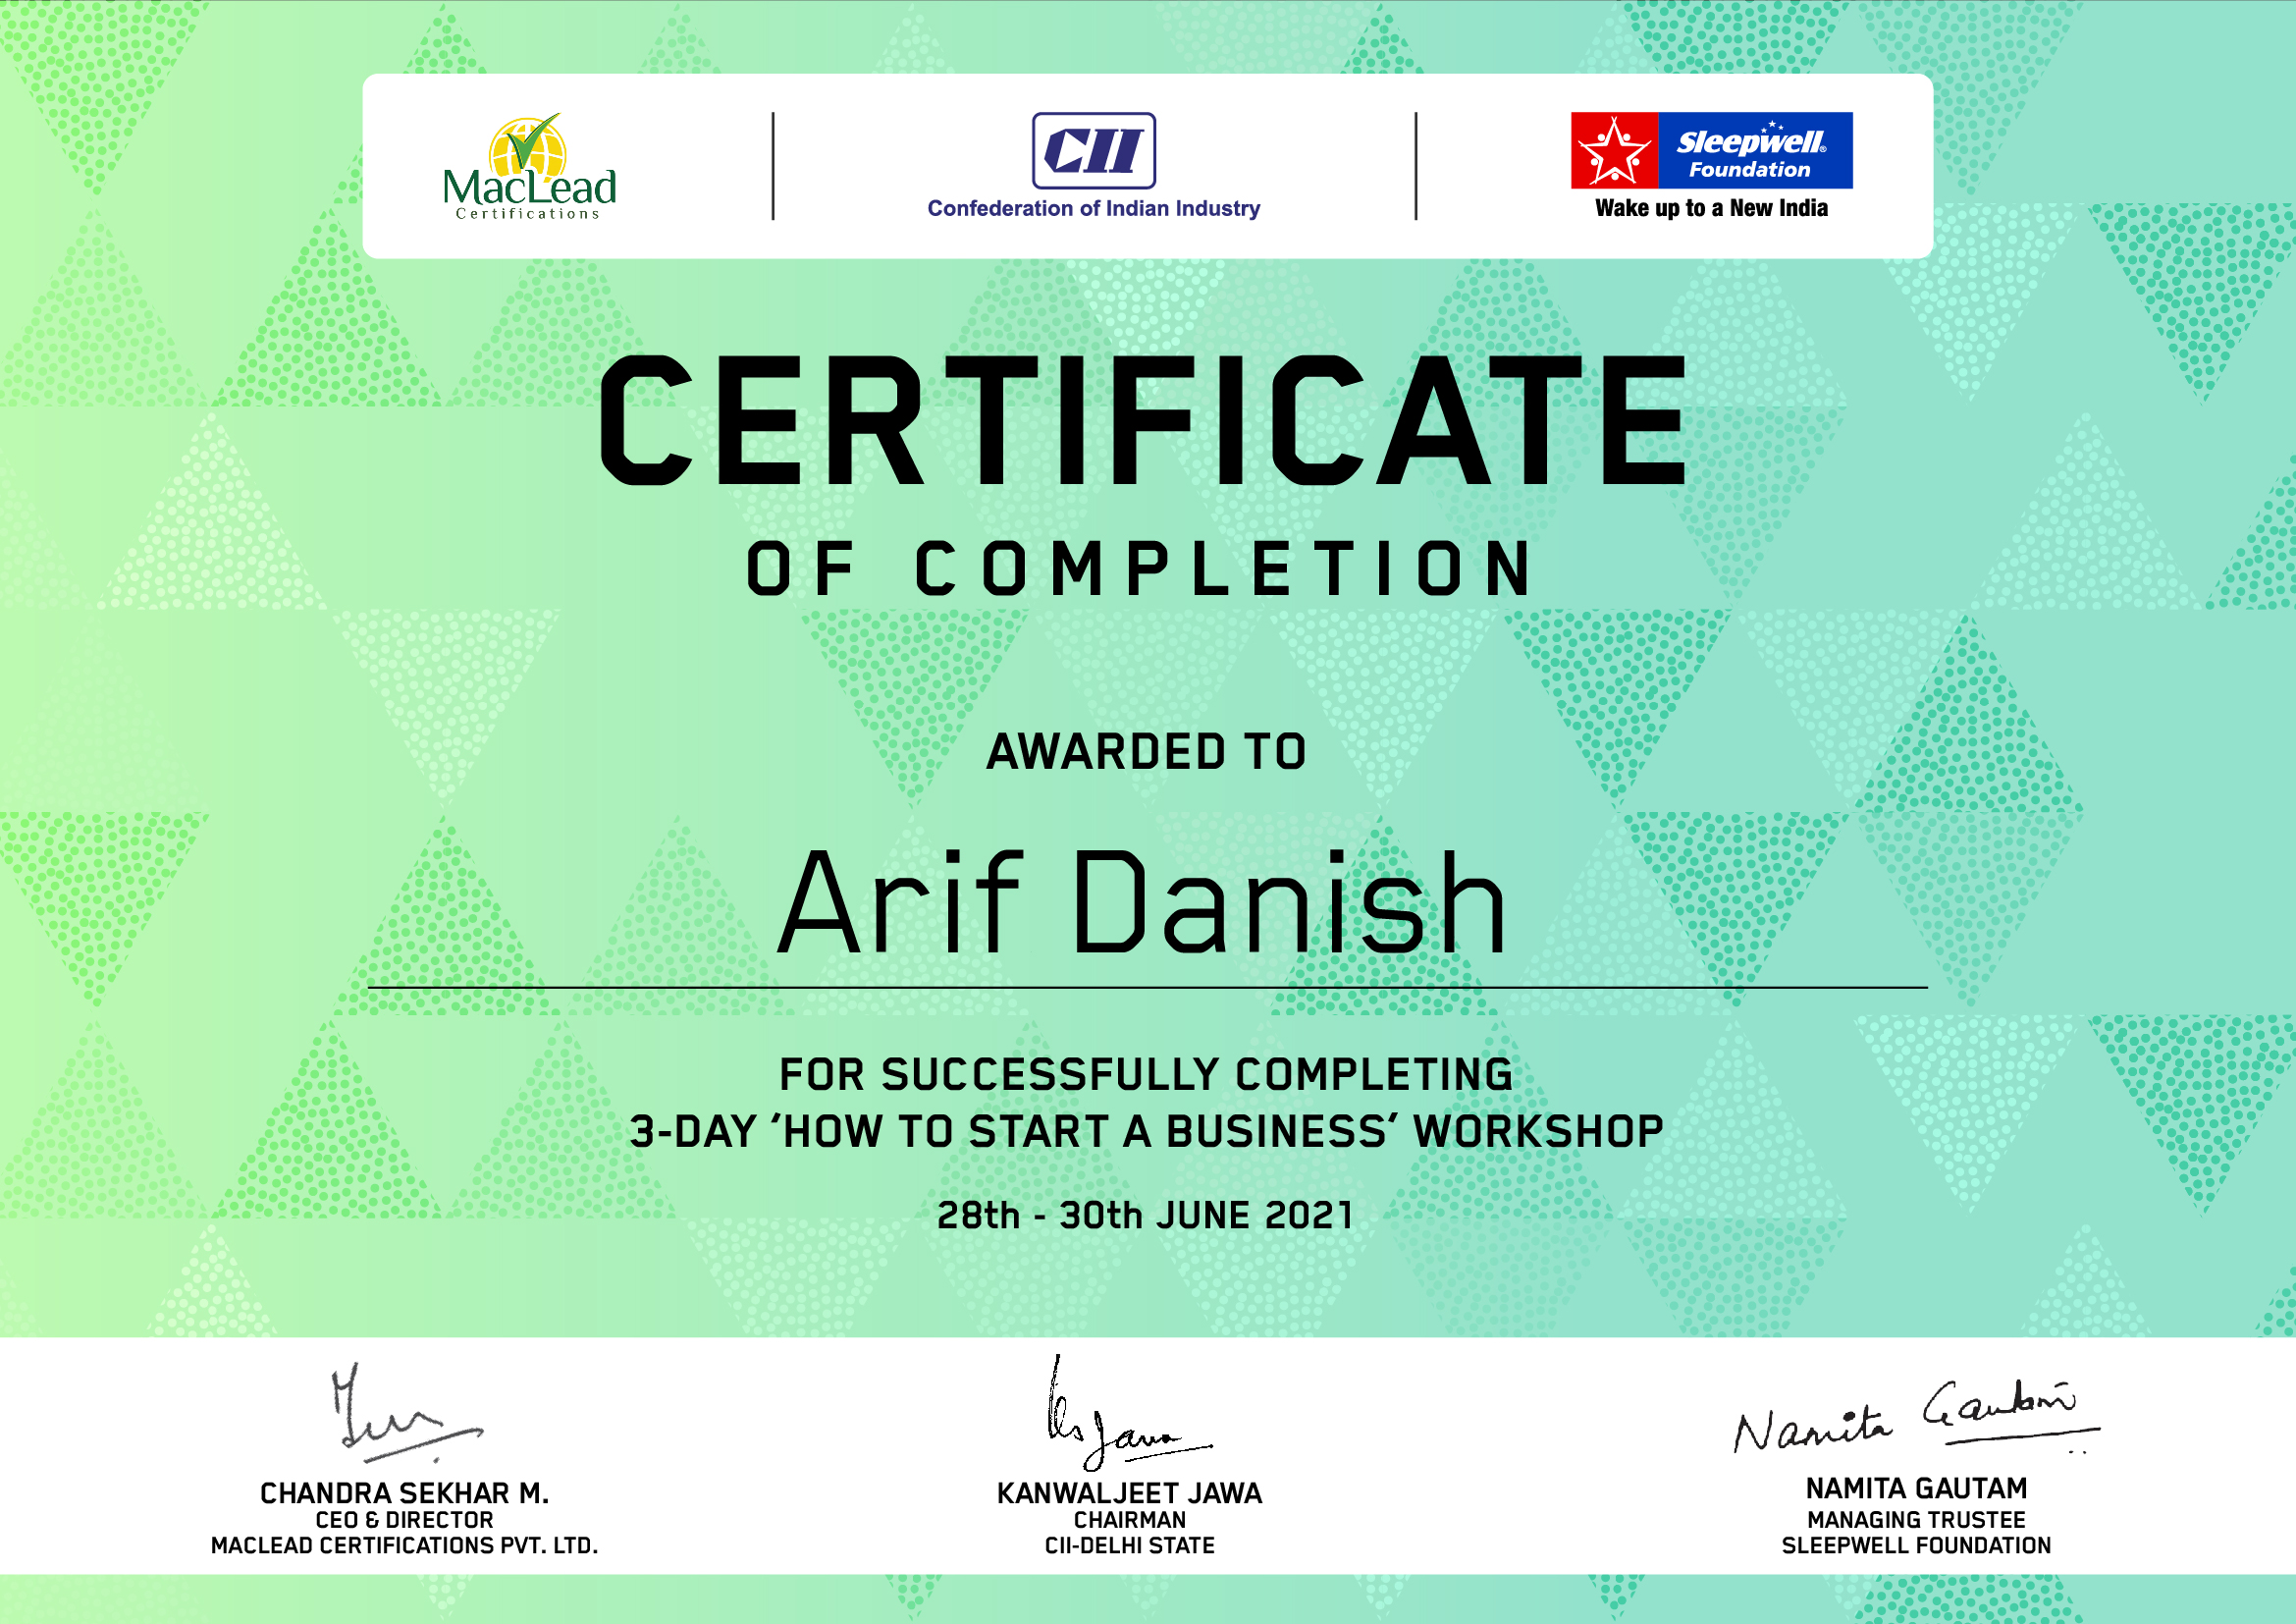 MacLead
Certifications
CII
Confederation of Indian Industry
Sleepwell®
Foundation
Wake up to a New India
CERTIFICATE
OF COMPLETION
AWARDED TO
Arif Danish
FOR SUCCESSFULLY COMPLETING
3-DAY ‘HOW TO START A BUSINESS’ WORKSHOP
28th - 30th JUNE 2021
Namita Gautam
CHANDRA SEKHAR M.
CEO & DIRECTOR
MACLEAD CERTIFICATIONS PVT. LTD.
KANWALJEET JAWA
CHAIRMAN
CII-DELHI STATE
NAMITA GAUTAM
MANAGING TRUSTEE
SLEEPWELL FOUNDATION